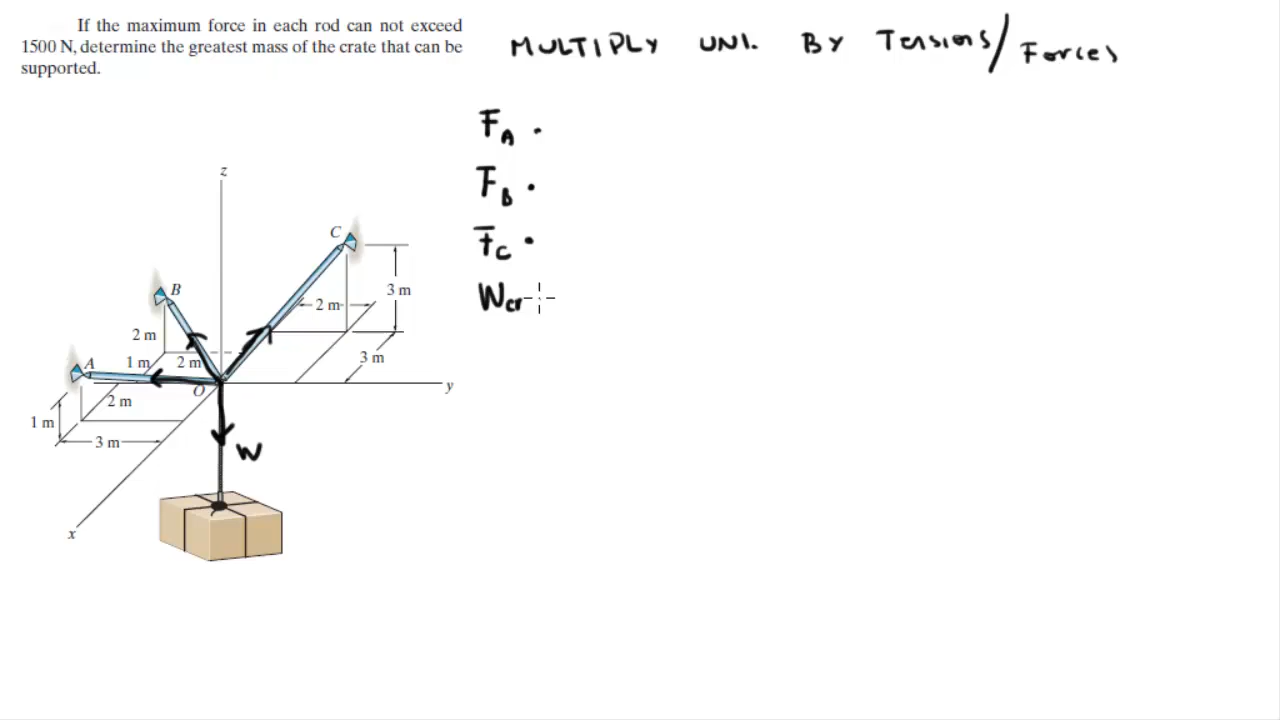 If the maximum force in each rod can not exceed
1500 N, determine the greatest mass of the crate that can be
supported.
MULTIPLY UNI. BY Tensions/Forces
FA .
FB .
FC .
Wcr
z
C
B
3 m
2 m
2 m
A
1 m
2 m
3 m
O
y
2 m
1 m
3 m
W
x